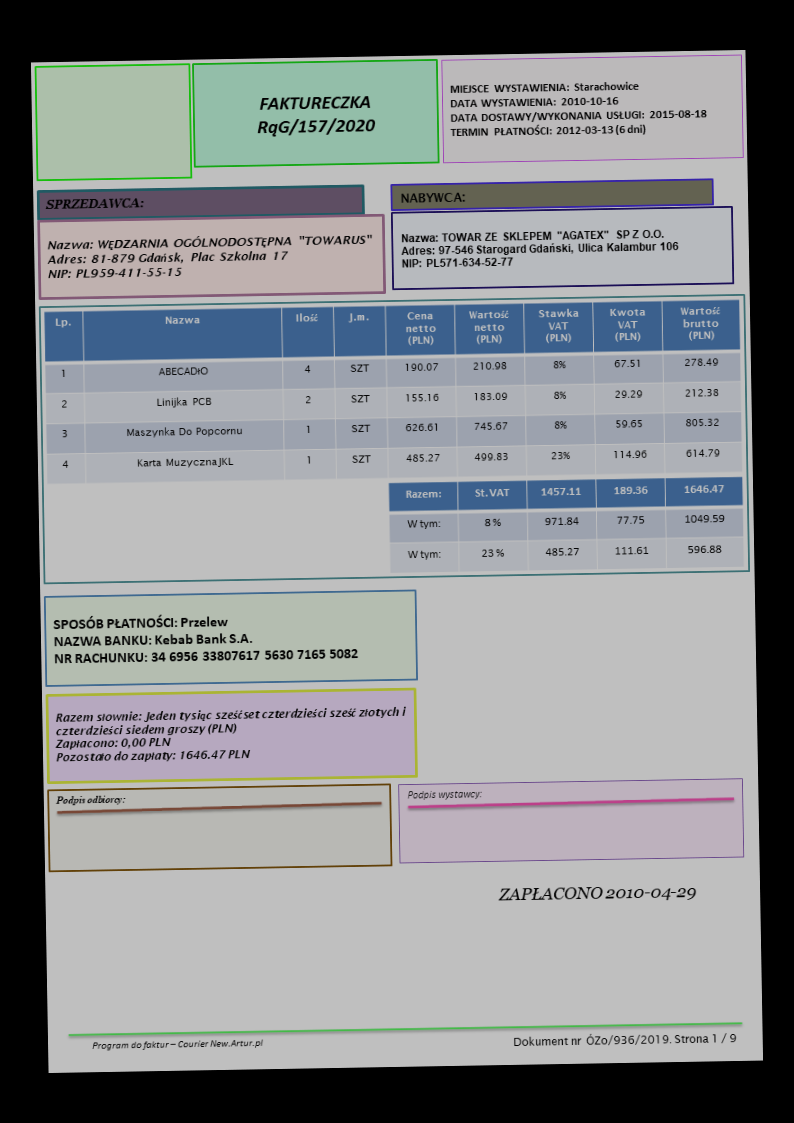 FAKTURECZKA
RqG/157/2020
MIEJSCE WYSTAWIENIA: Starachowice
DATA WYSTAWIENIA: 2010-10-16
DATA DOSTAWY/WYKONANIA USŁUGI: 2015-08-18
TERMIN PŁATNOŚCI: 2012-03-13 (6 dni)
SPRZEDAWCA:
Nazwa: WĘDZARNIA OGÓLNODOSTĘPNA "TOWARUS"
Adres: 81-879 Gdańsk, Plac Szkolna 17
NIP: PL959-411-55-15
NABYWCA:
Nazwa: TOWAR ZE SKLEPEM "AGATEX" SP Z O.O.
Adres: 97-546 Starogard Gdański, Ulica Kalambur 106
NIP: PL571-634-52-77
Lp. Nazwa Ilość J.m. Cena netto (PLN) Wartość netto (PLN) Stawka VAT (PLN) Kwota VAT (PLN) Wartość brutto (PLN)
1 ABECADŁO 4 SZT 190.07 210.98 8% 67.51 278.49
2 Linijka PCB 2 SZT 155.16 183.09 8% 29.29 212.38
3 Maszynka Do Popcornu 1 SZT 626.61 745.67 8% 59.65 805.32
4 Karta Muzyczna JKL 1 SZT 485.27 499.83 23% 114.96 614.79
Razem: St. VAT 1457.11 189.36 1646.47
W tym: 8 % 971.84 77.75 1049.59
W tym: 23 % 485.27 111.61 596.88
SPOSÓB PŁATNOŚCI: Przelew
NAZWA BANKU: Kebab Bank S.A.
NR RACHUNKU: 34 6956 33807617 5630 7165 5082
Razem słownie: Jeden tysiąc sześćset czterdzieści sześć złotych i
czterdzieści siedem groszy (PLN)
Zapłacono: 0,00 PLN
Pozostało do zapłaty: 1646.47 PLN
Podpis odbiorcy:
Podpis wystawcy:
ZAPŁACONO 2010-04-29
Program do faktur – Courier New.Artur.pl
Dokument nr ÓZo/936/2019. Strona 1 / 9